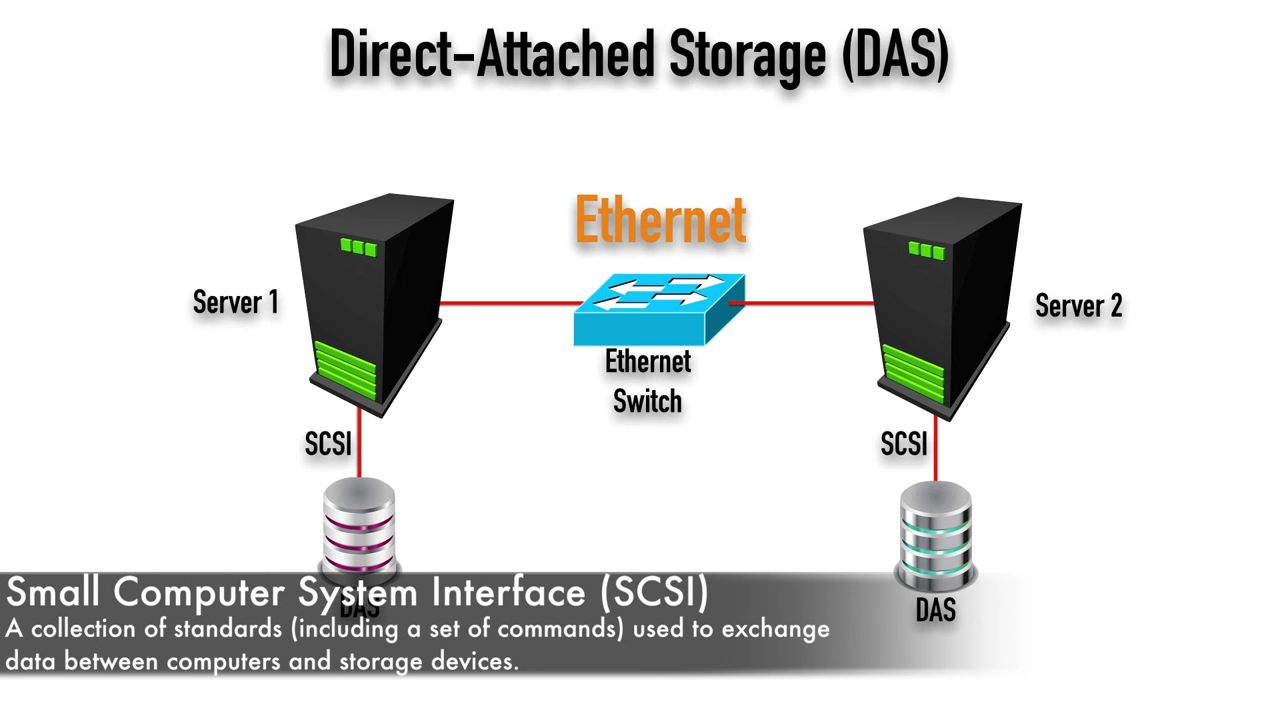 Direct-Attached Storage (DAS)
Ethernet
Server 1
Server 2
Ethernet
Switch
SCSI
SCSI
DAS
DAS
Small Computer System Interface (SCSI)
A collection of standards (including a set of commands) used to exchange
data between computers and storage devices.